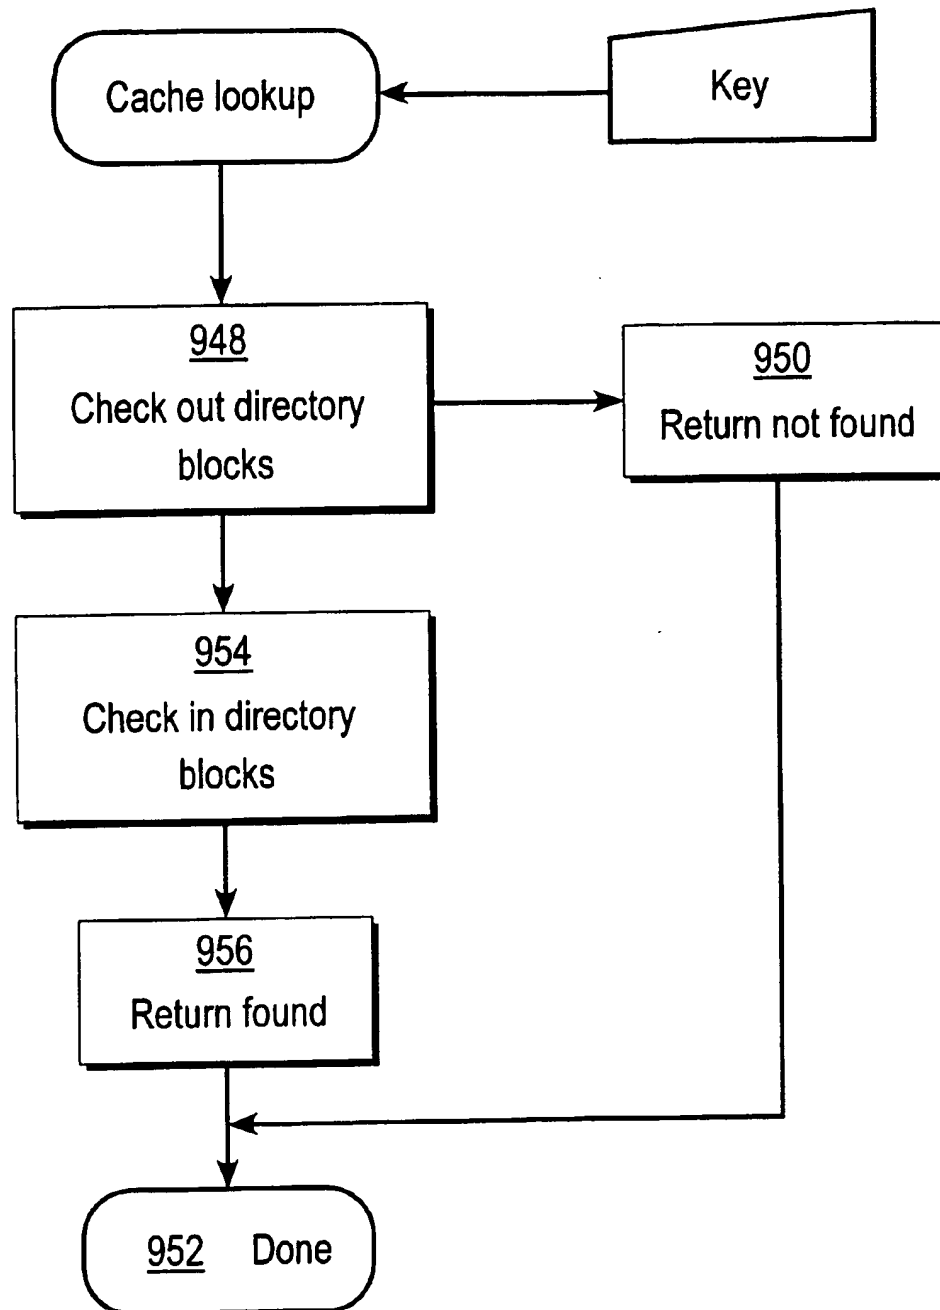 Cache lookup
Key
948
Check out directory
blocks
950
Return not found
954
Check in directory
blocks
956
Return found
952 Done